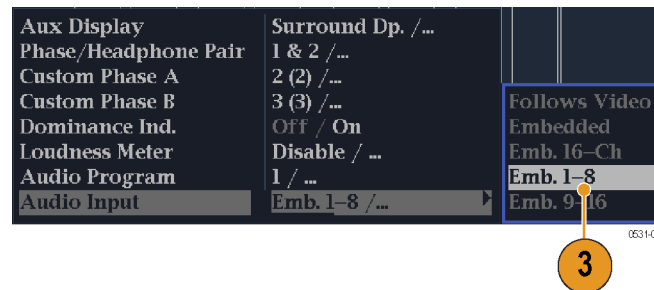 Aux Display Surround Dp. /...
Phase/Headphone Pair 1 & 2 /...
Custom Phase A 2 (2) /...
Custom Phase B 3 (3) /...
Dominance Ind. Off / On
Loudness Meter Disable / ...
Audio Program 1 / ...
Audio Input Emb. 1–8 /...
Follows Video
Embedded
Emb. 16–Ch
Emb. 1–8
Emb. 9–16
0531-0
3